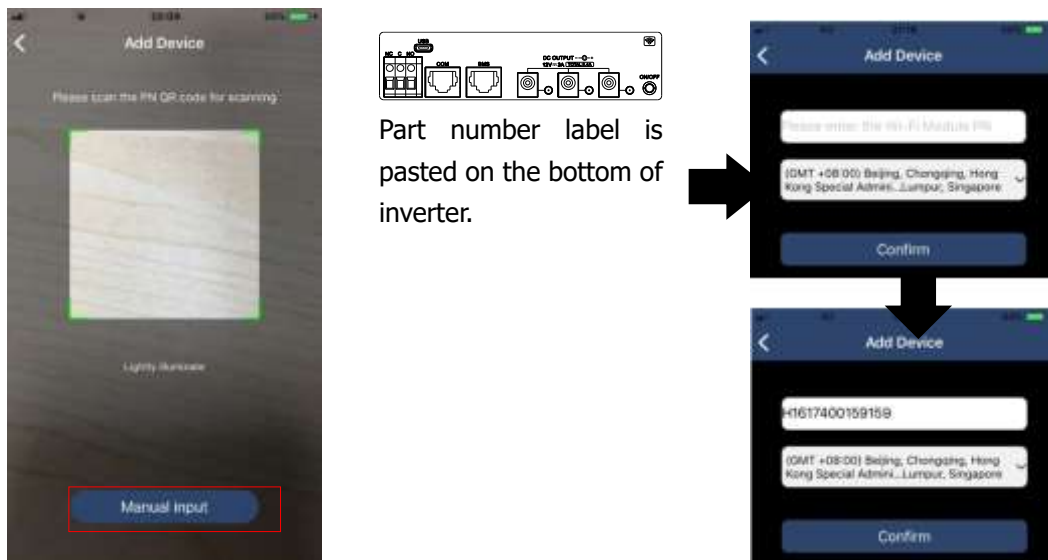 Add Device
Please scan the PN QR code for scanning
Lightly illuminate
Manual input
NC C NO
USB
COM
BMS
DC OUTPUT
ON/OFF
Part number label is
pasted on the bottom of
inverter.
Add Device
Please enter the Wi-Fi Module PN
(GMT +08:00) Beijing, Chongqing, Hong
Kong Special Admini...Lumpur, Singapore
Confirm
Add Device
H1617400159159
(GMT +08:00) Beijing, Chongqing, Hong
Kong Special Admini...Lumpur, Singapore
Confirm